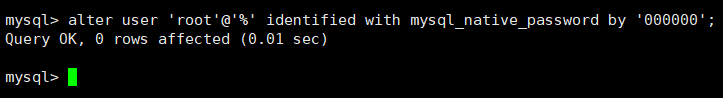 mysql> alter user 'root'@'%' identified with mysql_native_password by '000000';
Query OK, 0 rows affected (0.01 sec)
mysql>